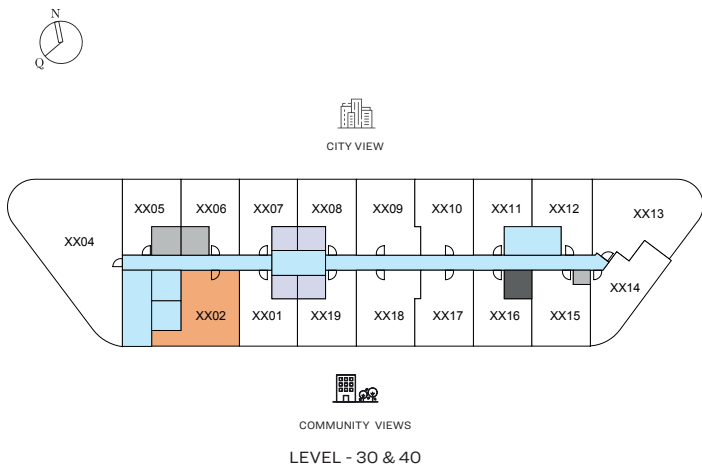 N
Q
CITY VIEW
XX05 XX06 XX07 XX08 XX09 XX10 XX11 XX12
XX13
XX04
XX14
XX02 XX01 XX19 XX18 XX17 XX16 XX15
COMMUNITY VIEWS
LEVEL - 30 & 40